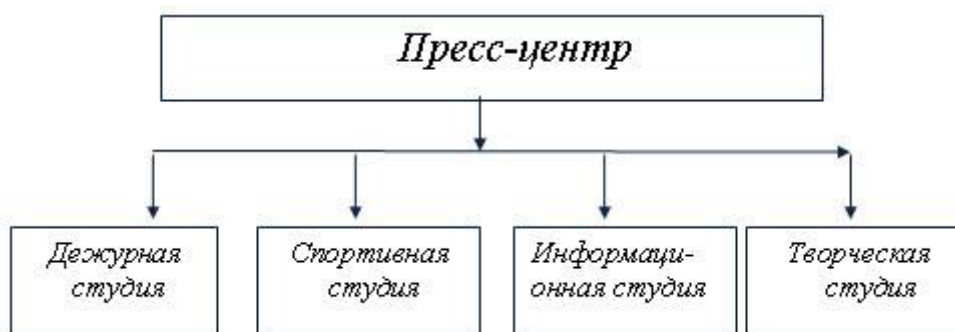 Пресс-центр
Дежурная
студия
Спортивная
студия
Информаци-
онная студия
Творческая
студия